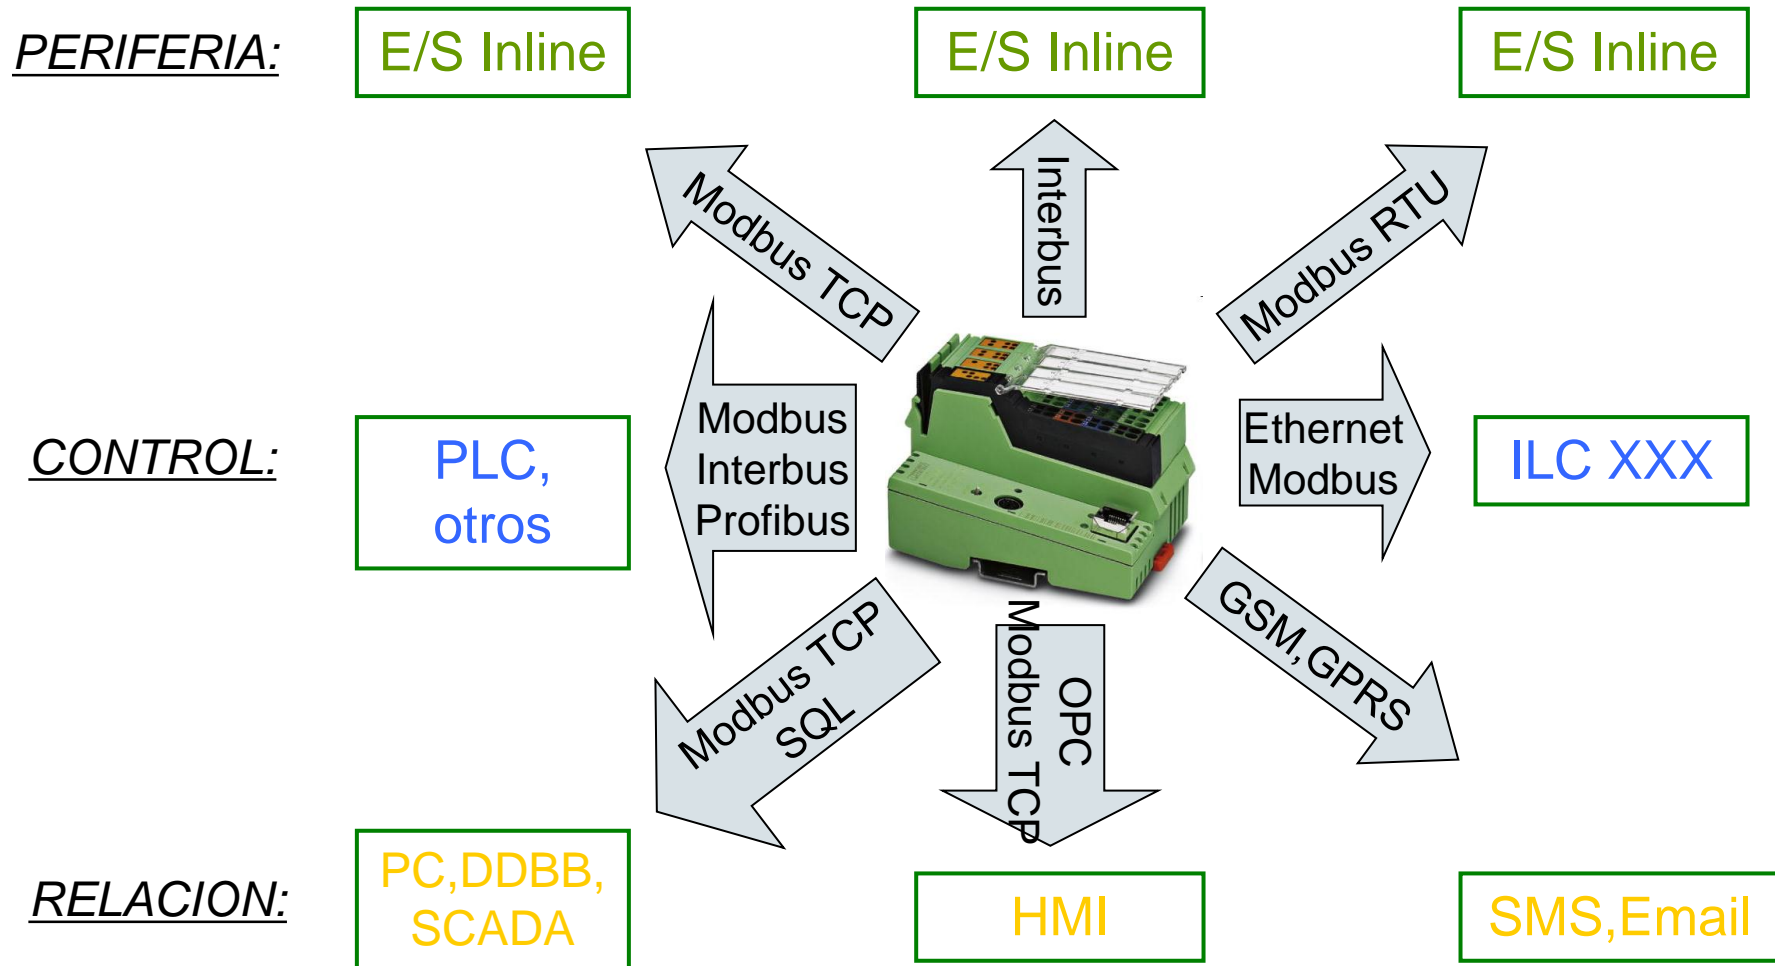 PERIFERIA:
E/S Inline
E/S Inline
E/S Inline
Modbus TCP
Interbus
Modbus RTU
CONTROL:
PLC,
otros
Modbus
Interbus
Profibus
Ethernet
Modbus
ILC XXX
Modbus TCP
SQL
OPC
Modbus TCP
GSM,GPRS
RELACION:
PC,DDBB,
SCADA
HMI
SMS,Email